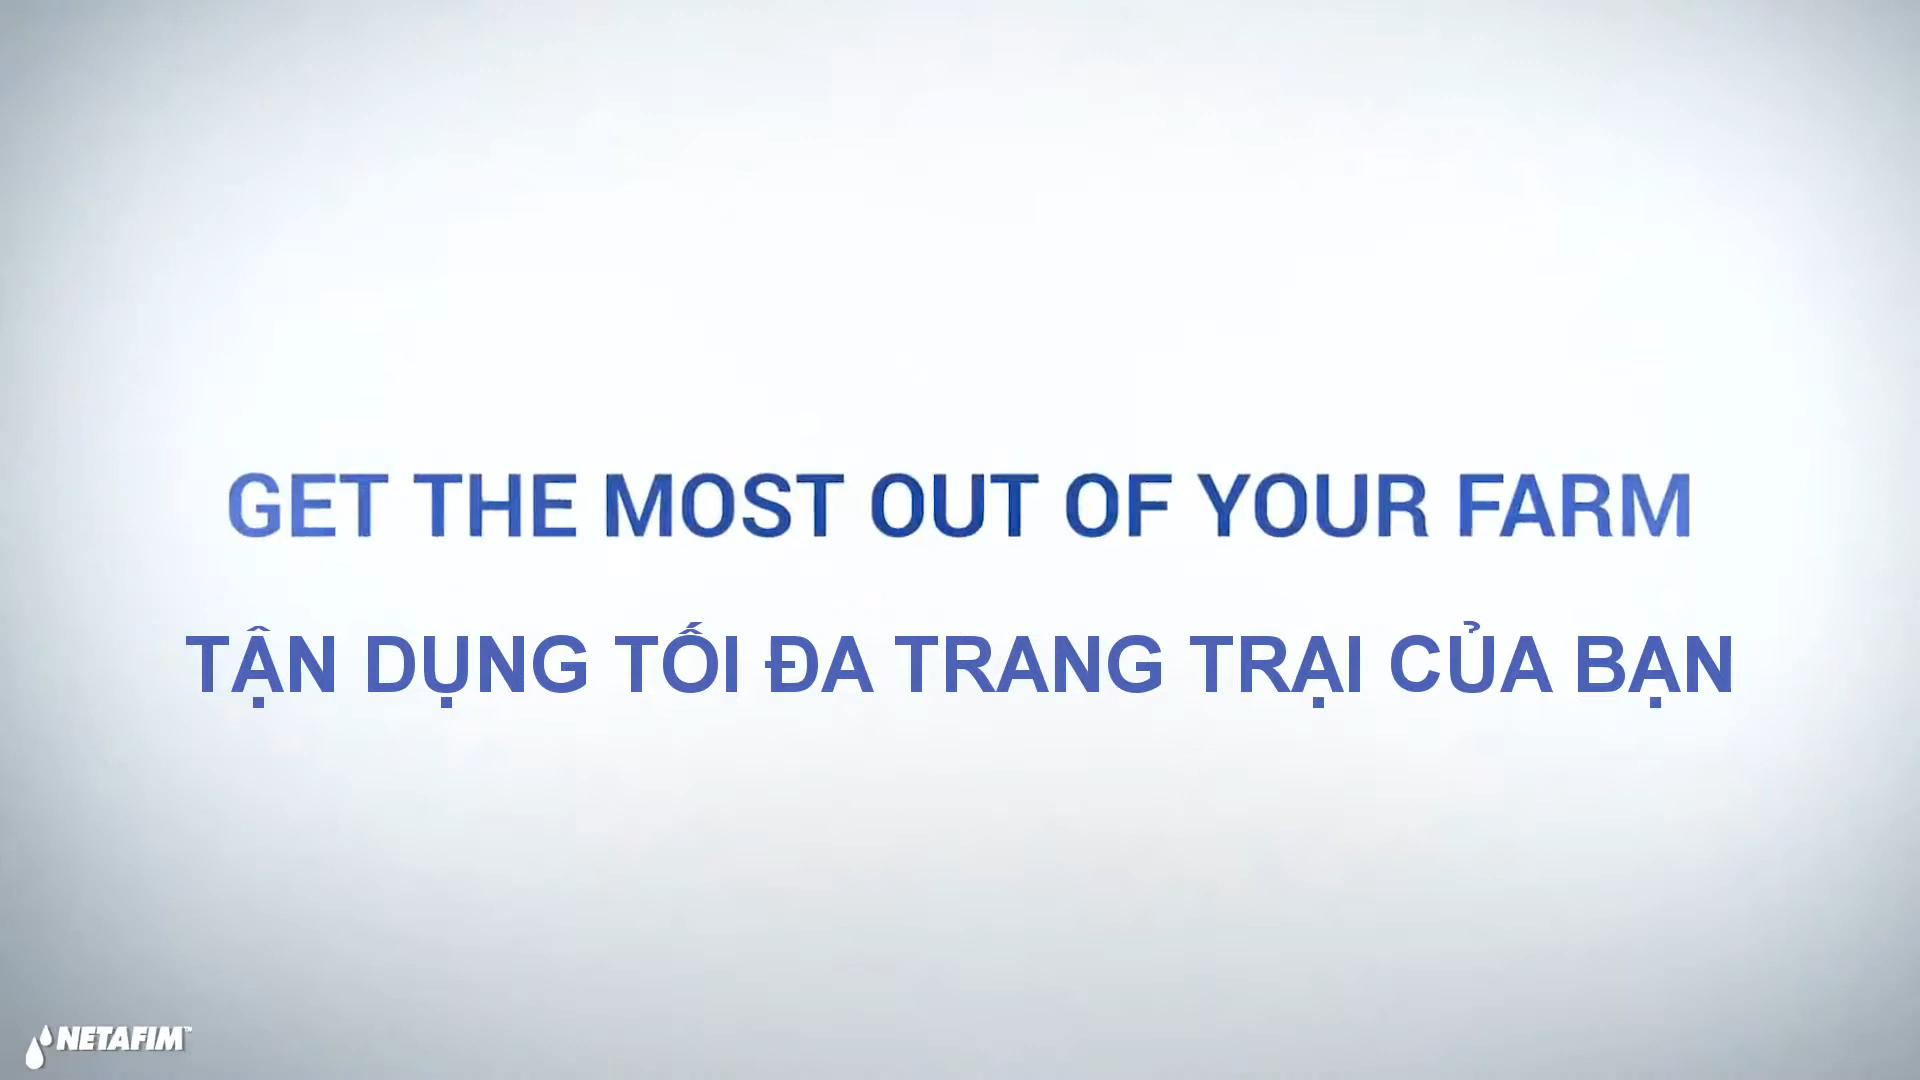 GET THE MOST OUT OF YOUR FARM
TẬN DỤNG TỐI ĐA TRANG TRẠI CỦA BẠN
NETAFIM™